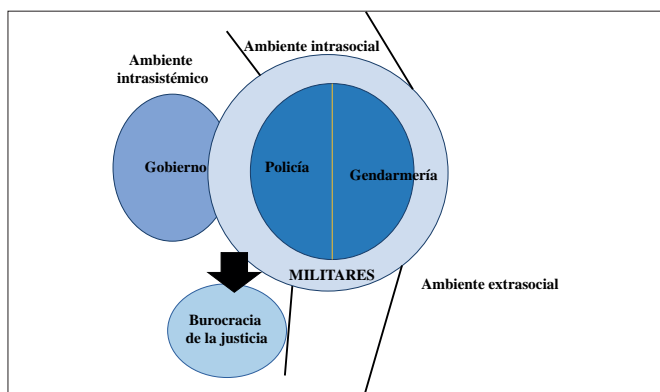 Ambiente intrasocial
Ambiente
intrasistémico
Gobierno
Policía
Gendarmería
MILITARES
Ambiente extrasocial
Burocracia
de la justicia